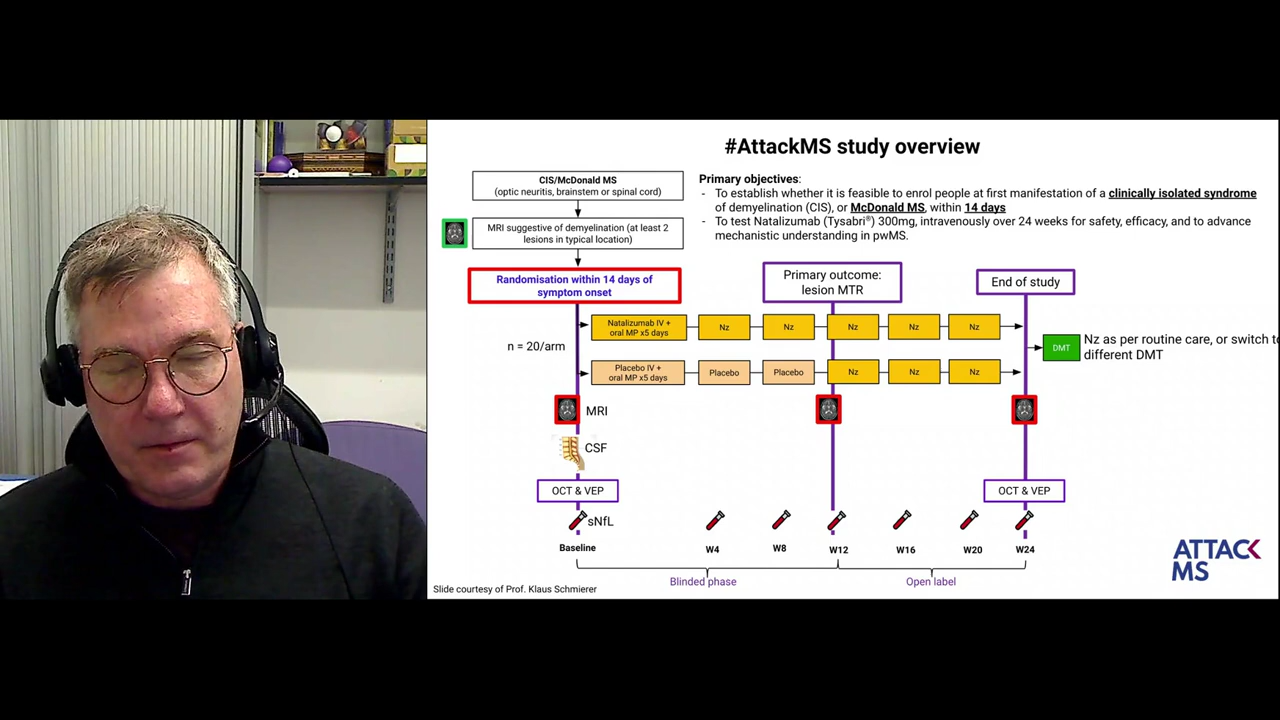 #AttackMS study overview
CIS/McDonald MS
(optic neuritis, brainstem or spinal cord)
MRI suggestive of demyelination (at least 2
lesions in typical location)
Randomisation within 14 days of
symptom onset
Primary objectives:
- To establish whether it is feasible to enrol people at first manifestation of a clinically isolated syndrome
of demyelination (CIS), or McDonald MS, within 14 days
- To test Natalizumab (Tysabri®) 300mg, intravenously over 24 weeks for safety, efficacy, and to advance
mechanistic understanding in pwMS.
Primary outcome:
lesion MTR
End of study
n = 20/arm
Natalizumab IV +
oral MP x5 days
Nz
Nz
Nz
Nz
Nz
Placebo IV +
oral MP x5 days
Placebo
Placebo
Nz
Nz
Nz
DMT
Nz as per routine care, or switch to
different DMT
MRI
CSF
OCT & VEP
OCT & VEP
sNfL
Baseline
W4
W8
W12
W16
W20
W24
Blinded phase
Open label
Slide courtesy of Prof. Klaus Schmierer
ATTACK
MS